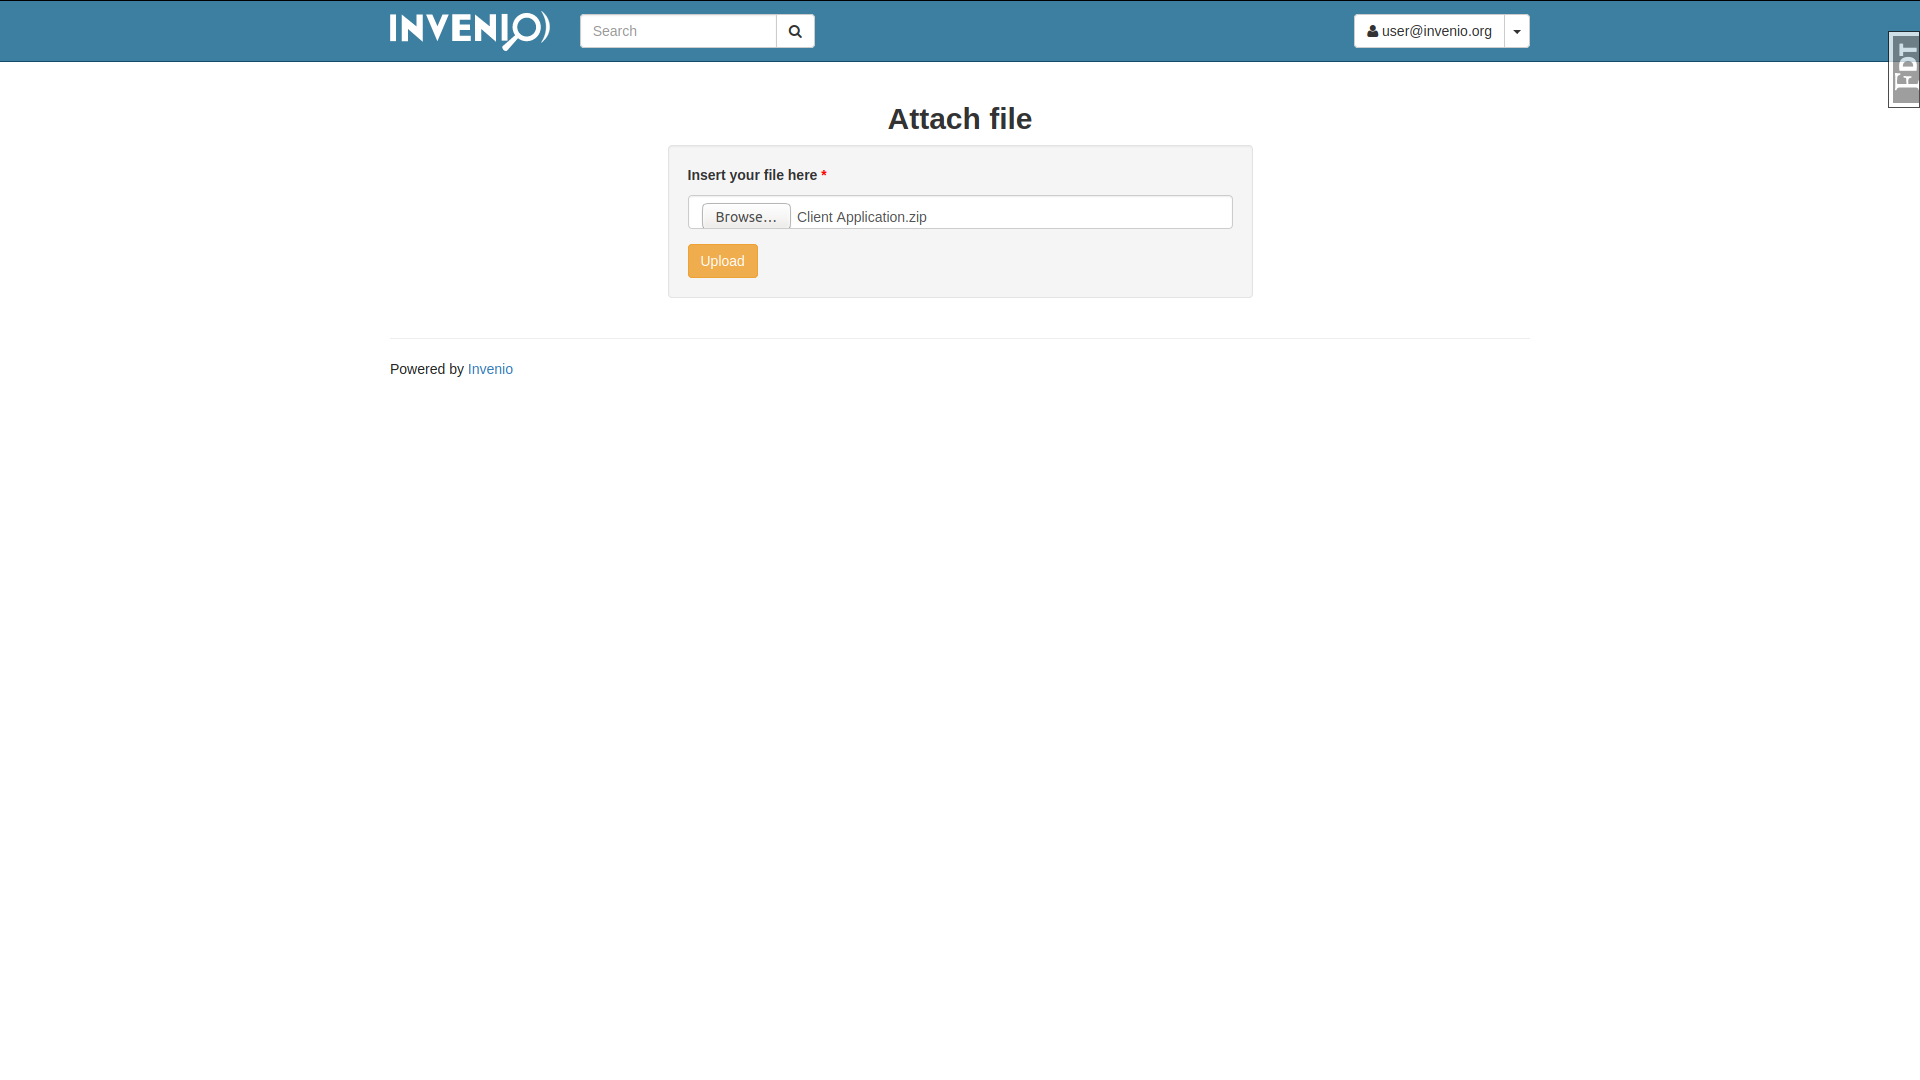 INVENIO
Search
user@invenio.org
FDT
Attach file
Insert your file here *
Browse... Client Application.zip
Upload
Powered by Invenio